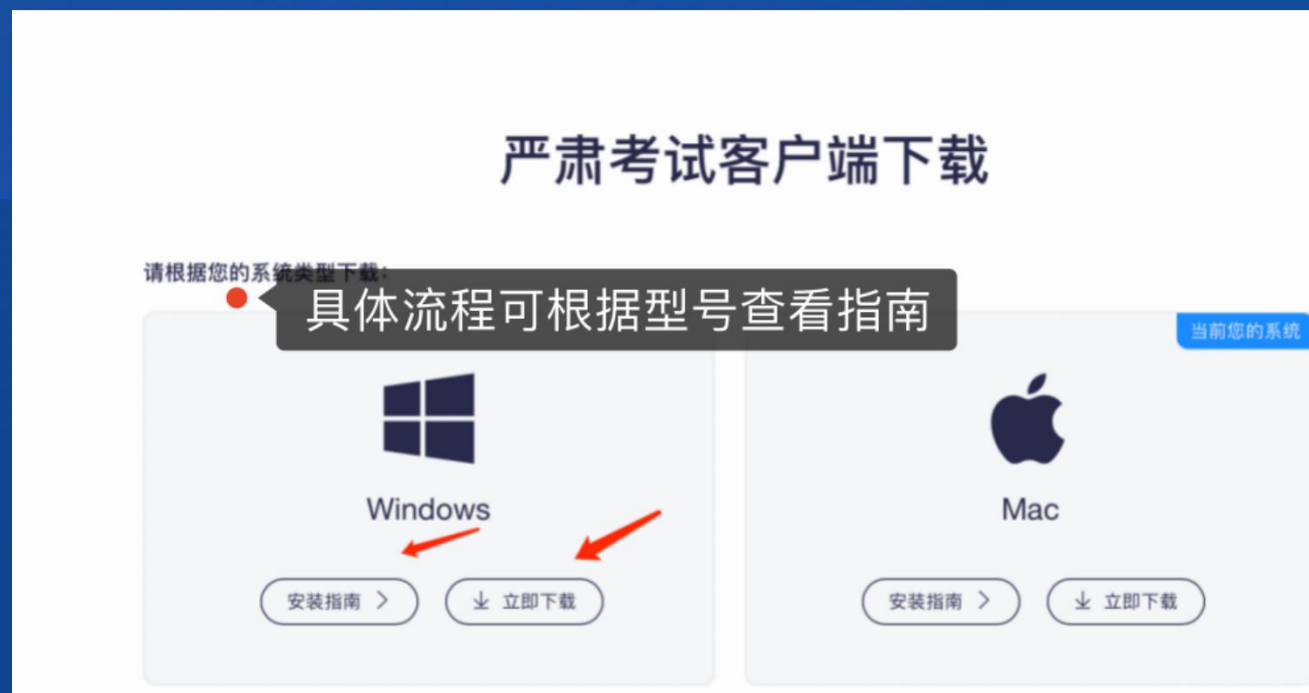 严肃考试客户端下载
请根据您的系统类型下载:
具体流程可根据型号查看指南
当前您的系统
Windows
Mac
安装指南
立即下载
安装指南
立即下载